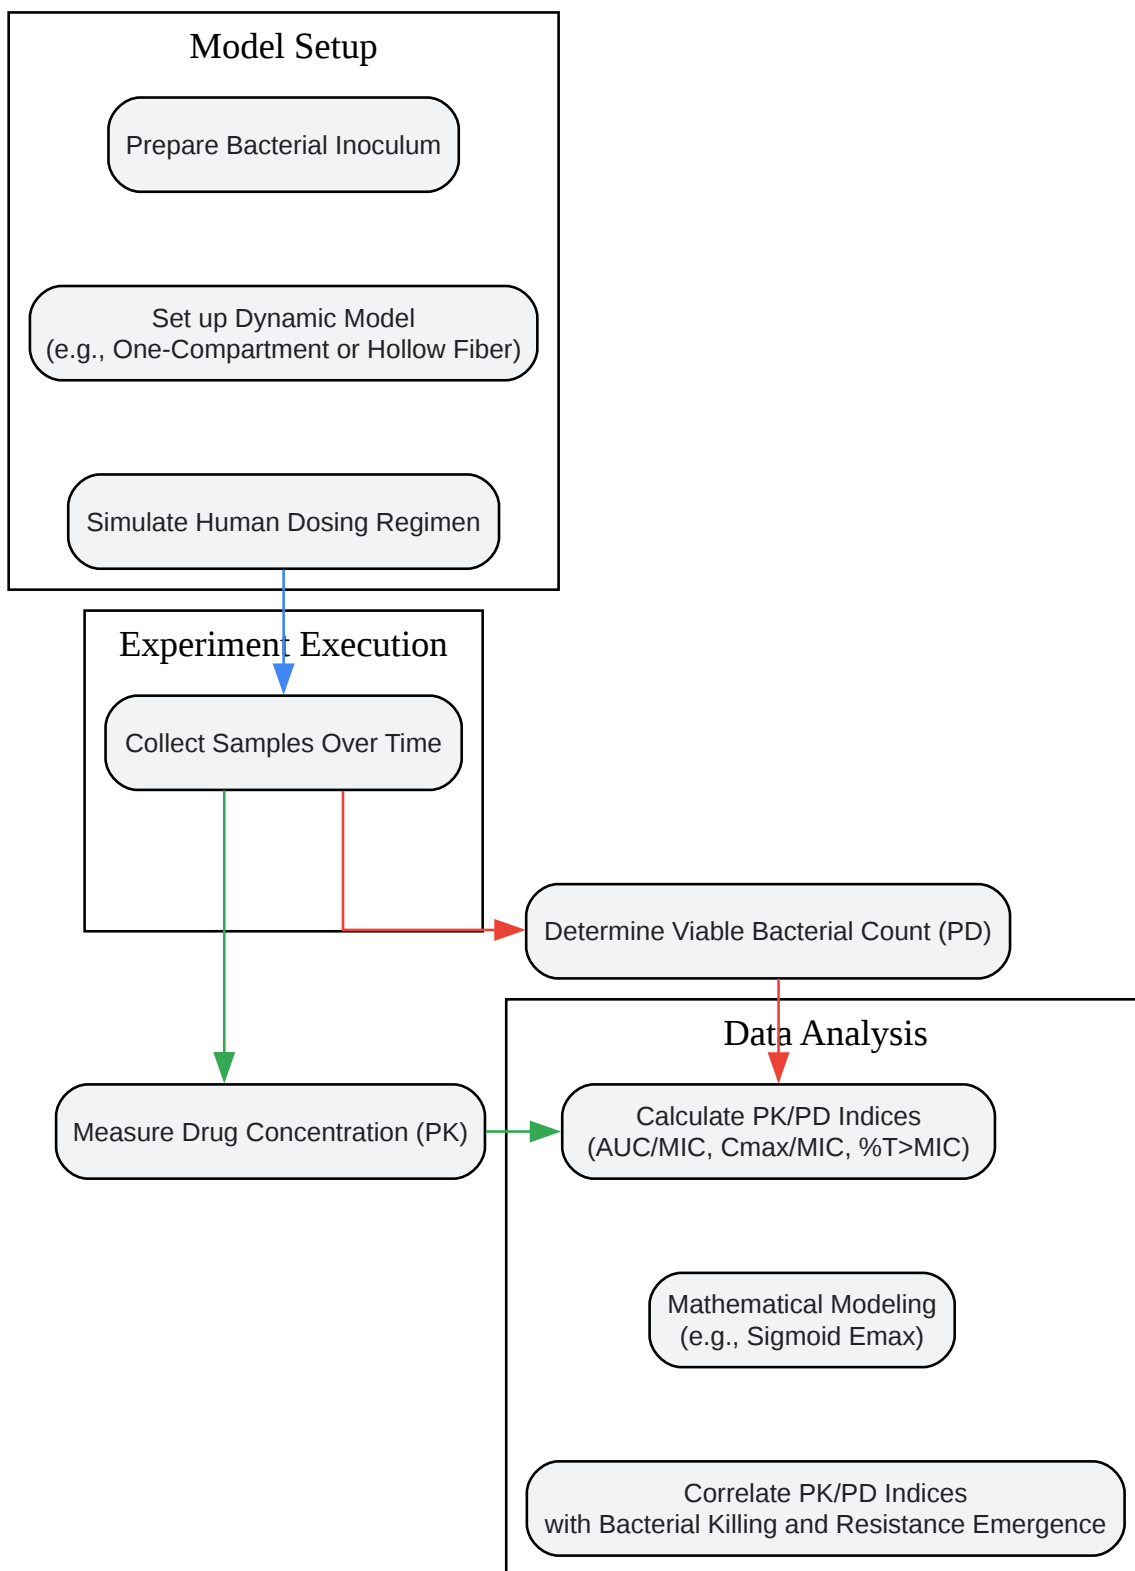 Model Setup
Prepare Bacterial Inoculum
Set up Dynamic Model
(e.g., One-Compartment or Hollow Fiber)
Simulate Human Dosing Regimen
Experiment Execution
Collect Samples Over Time
Determine Viable Bacterial Count (PD)
Data Analysis
Measure Drug Concentration (PK)
Calculate PK/PD Indices
(AUC/MIC, Cmax/MIC, %T>MIC)
Mathematical Modeling
(e.g., Sigmoid Emax)
Correlate PK/PD Indices
with Bacterial Killing and Resistance Emergence